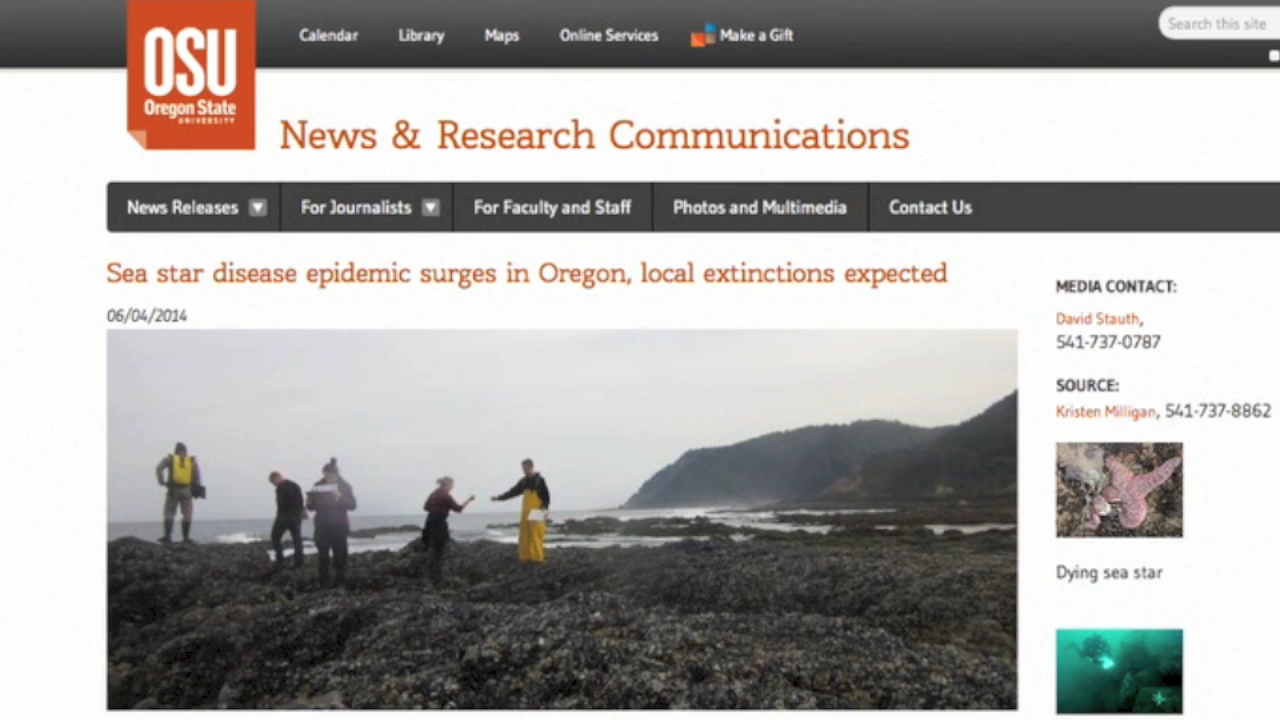 Calendar
Library
Maps
Online Services
Make a Gift
Search this site
OSU
Oregon State
UNIVERSITY
News & Research Communications
News Releases
For Journalists
For Faculty and Staff
Photos and Multimedia
Contact Us
Sea star disease epidemic surges in Oregon, local extinctions expected
06/04/2014
MEDIA CONTACT:
David Stauth,
541-737-0787
SOURCE:
Kristen Milligan, 541-737-8862
Dying sea star